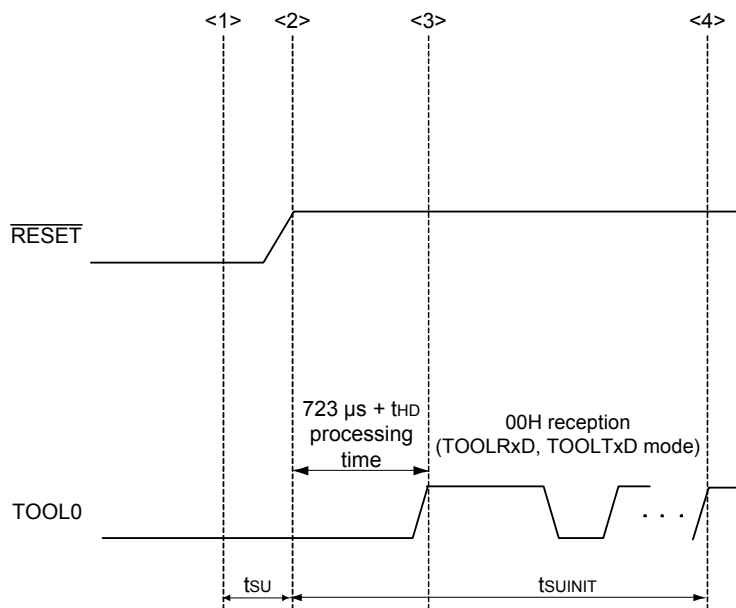 <1> <2> <3> <4>
RESET
723 µs + tHD
processing
time
00H reception
(TOOLRxD, TOOLTxD mode)
TOOL0
. . .
tSU
tSUINIT